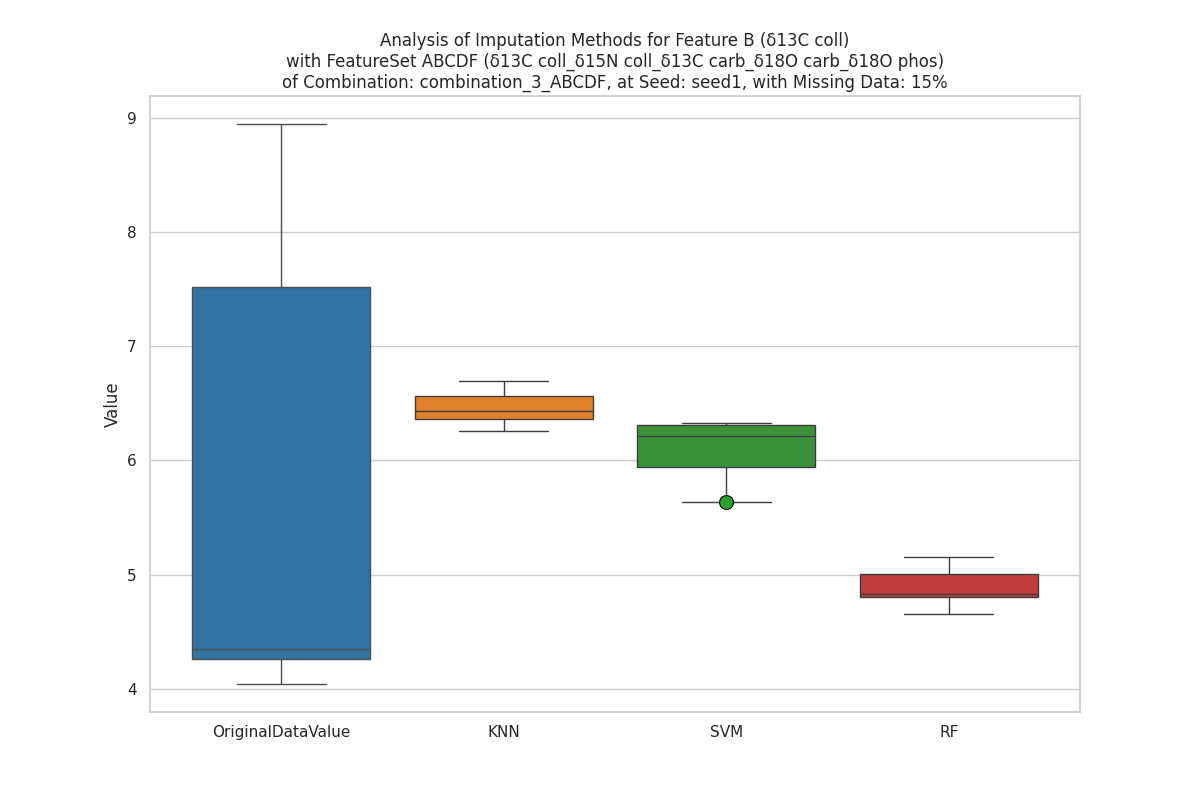 Analysis of Imputation Methods for Feature B (δ13C coll)
with FeatureSet ABCDF (δ13C coll_δ15N coll_δ13C carb_δ18O carb_δ18O phos)
of Combination: combination_3_ABCDF, at Seed: seed1, with Missing Data: 15%
9
8
7
6
5
4
Value
OriginalDataValue
KNN
SVM
RF